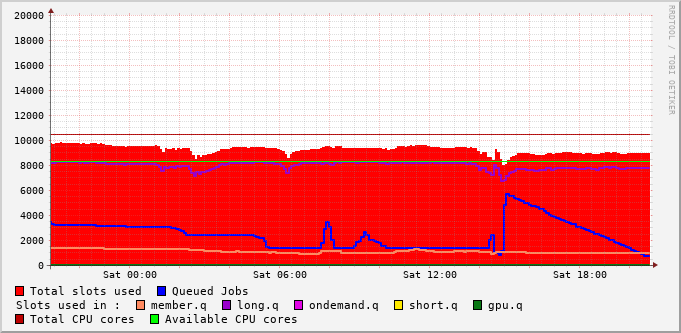 20000
18000
16000
14000
12000
10000
8000
6000
4000
2000
0
Sat 00:00 Sat 06:00 Sat 12:00 Sat 18:00
Total slots used Queued Jobs
Slots used in : member.q long.q ondemand.q short.q gpu.q
Total CPU cores Available CPU cores
RRDTOOL / TOBI OETIKER